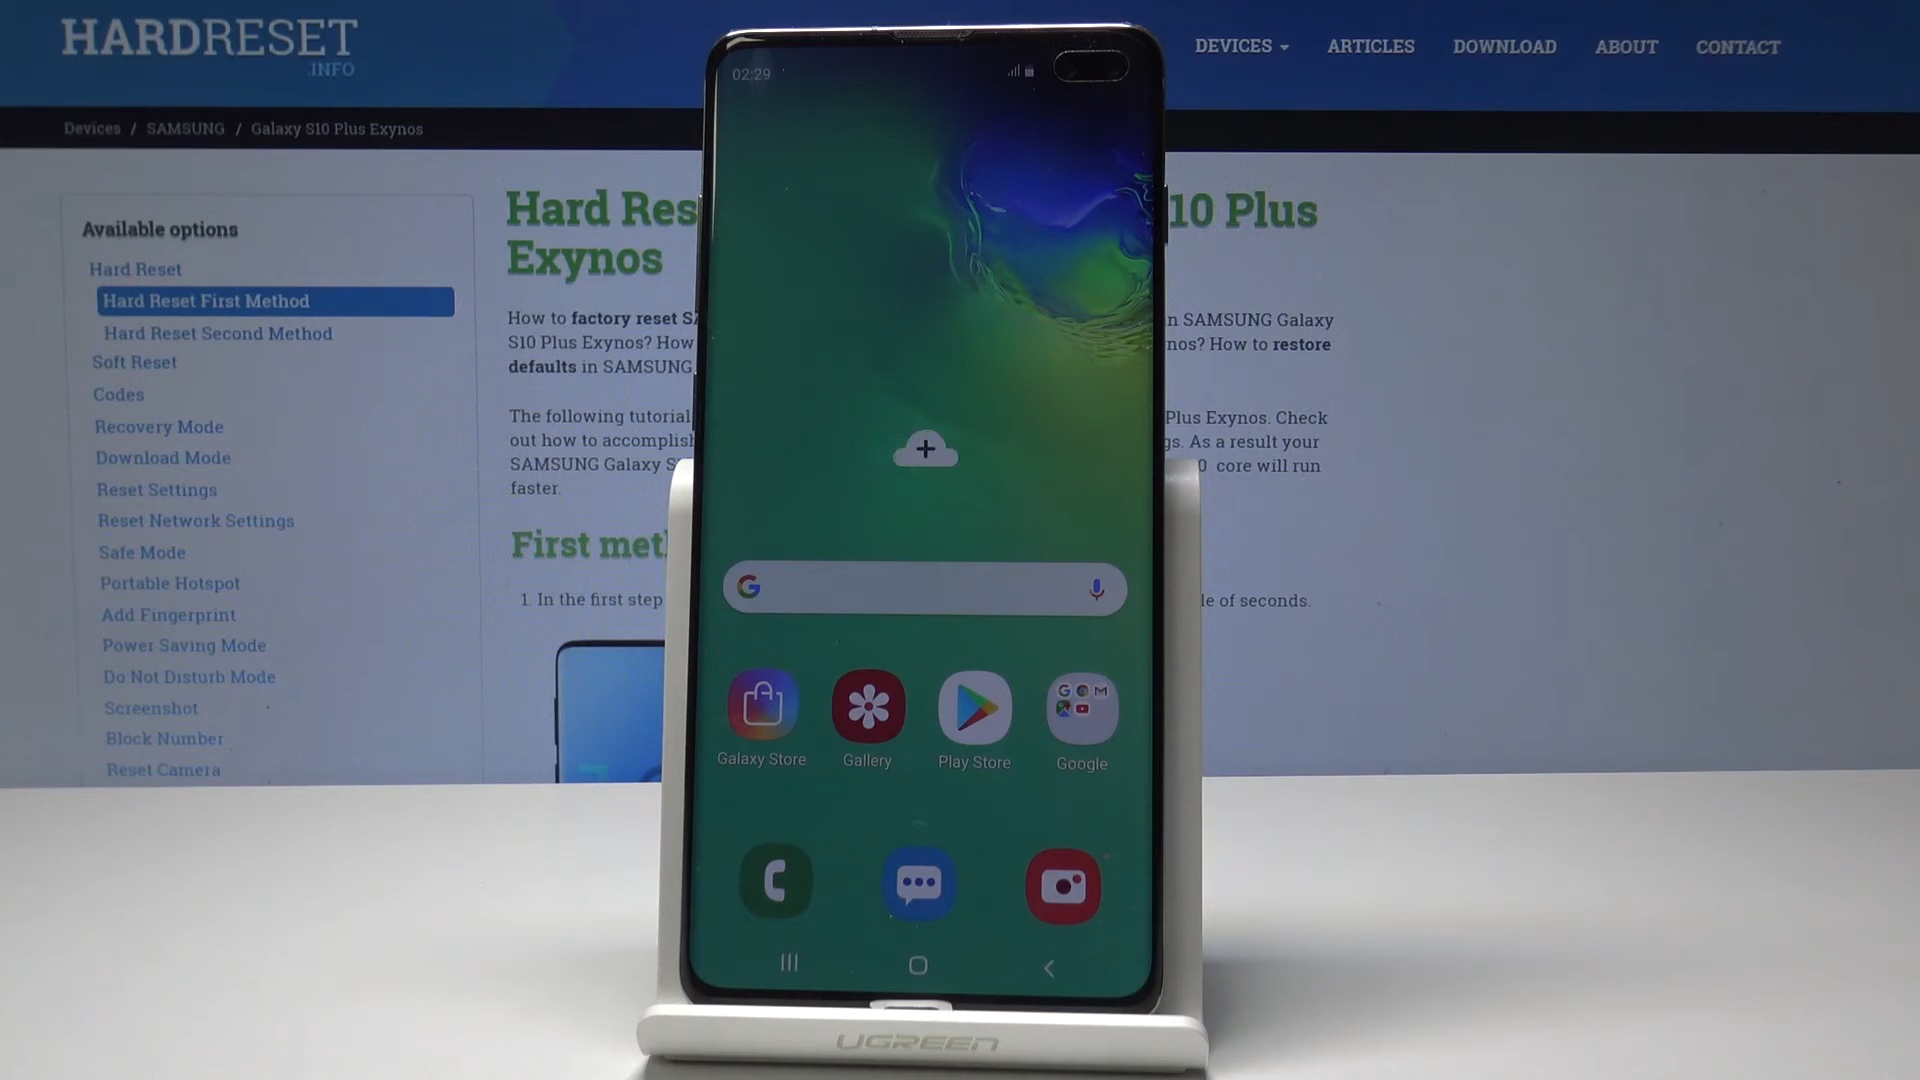 HARDRESET
.INFO
DEVICES
ARTICLES
DOWNLOAD
ABOUT
CONTACT
Devices / SAMSUNG / Galaxy S10 Plus Exynos
Available options
Hard Reset
Hard Reset First Method
Hard Reset Second Method
Soft Reset
Codes
Recovery Mode
Download Mode
Reset Settings
Reset Network Settings
Safe Mode
Portable Hotspot
Add Fingerprint
Power Saving Mode
Do Not Disturb Mode
Screenshot
Block Number
Reset Camera
Hard Res 10 Plus
Exynos
How to factory reset SAMSUNG Galaxy
S10 Plus Exynos? How nos? How to restore
defaults in SAMSUNG
The following tutorial Plus Exynos. Check
out how to accomplish gs. As a result your
SAMSUNG Galaxy S 0 core will run
faster.
First met
1. In the first step le of seconds.
02:29
Galaxy Store
Gallery
Play Store
Google
UGREEN